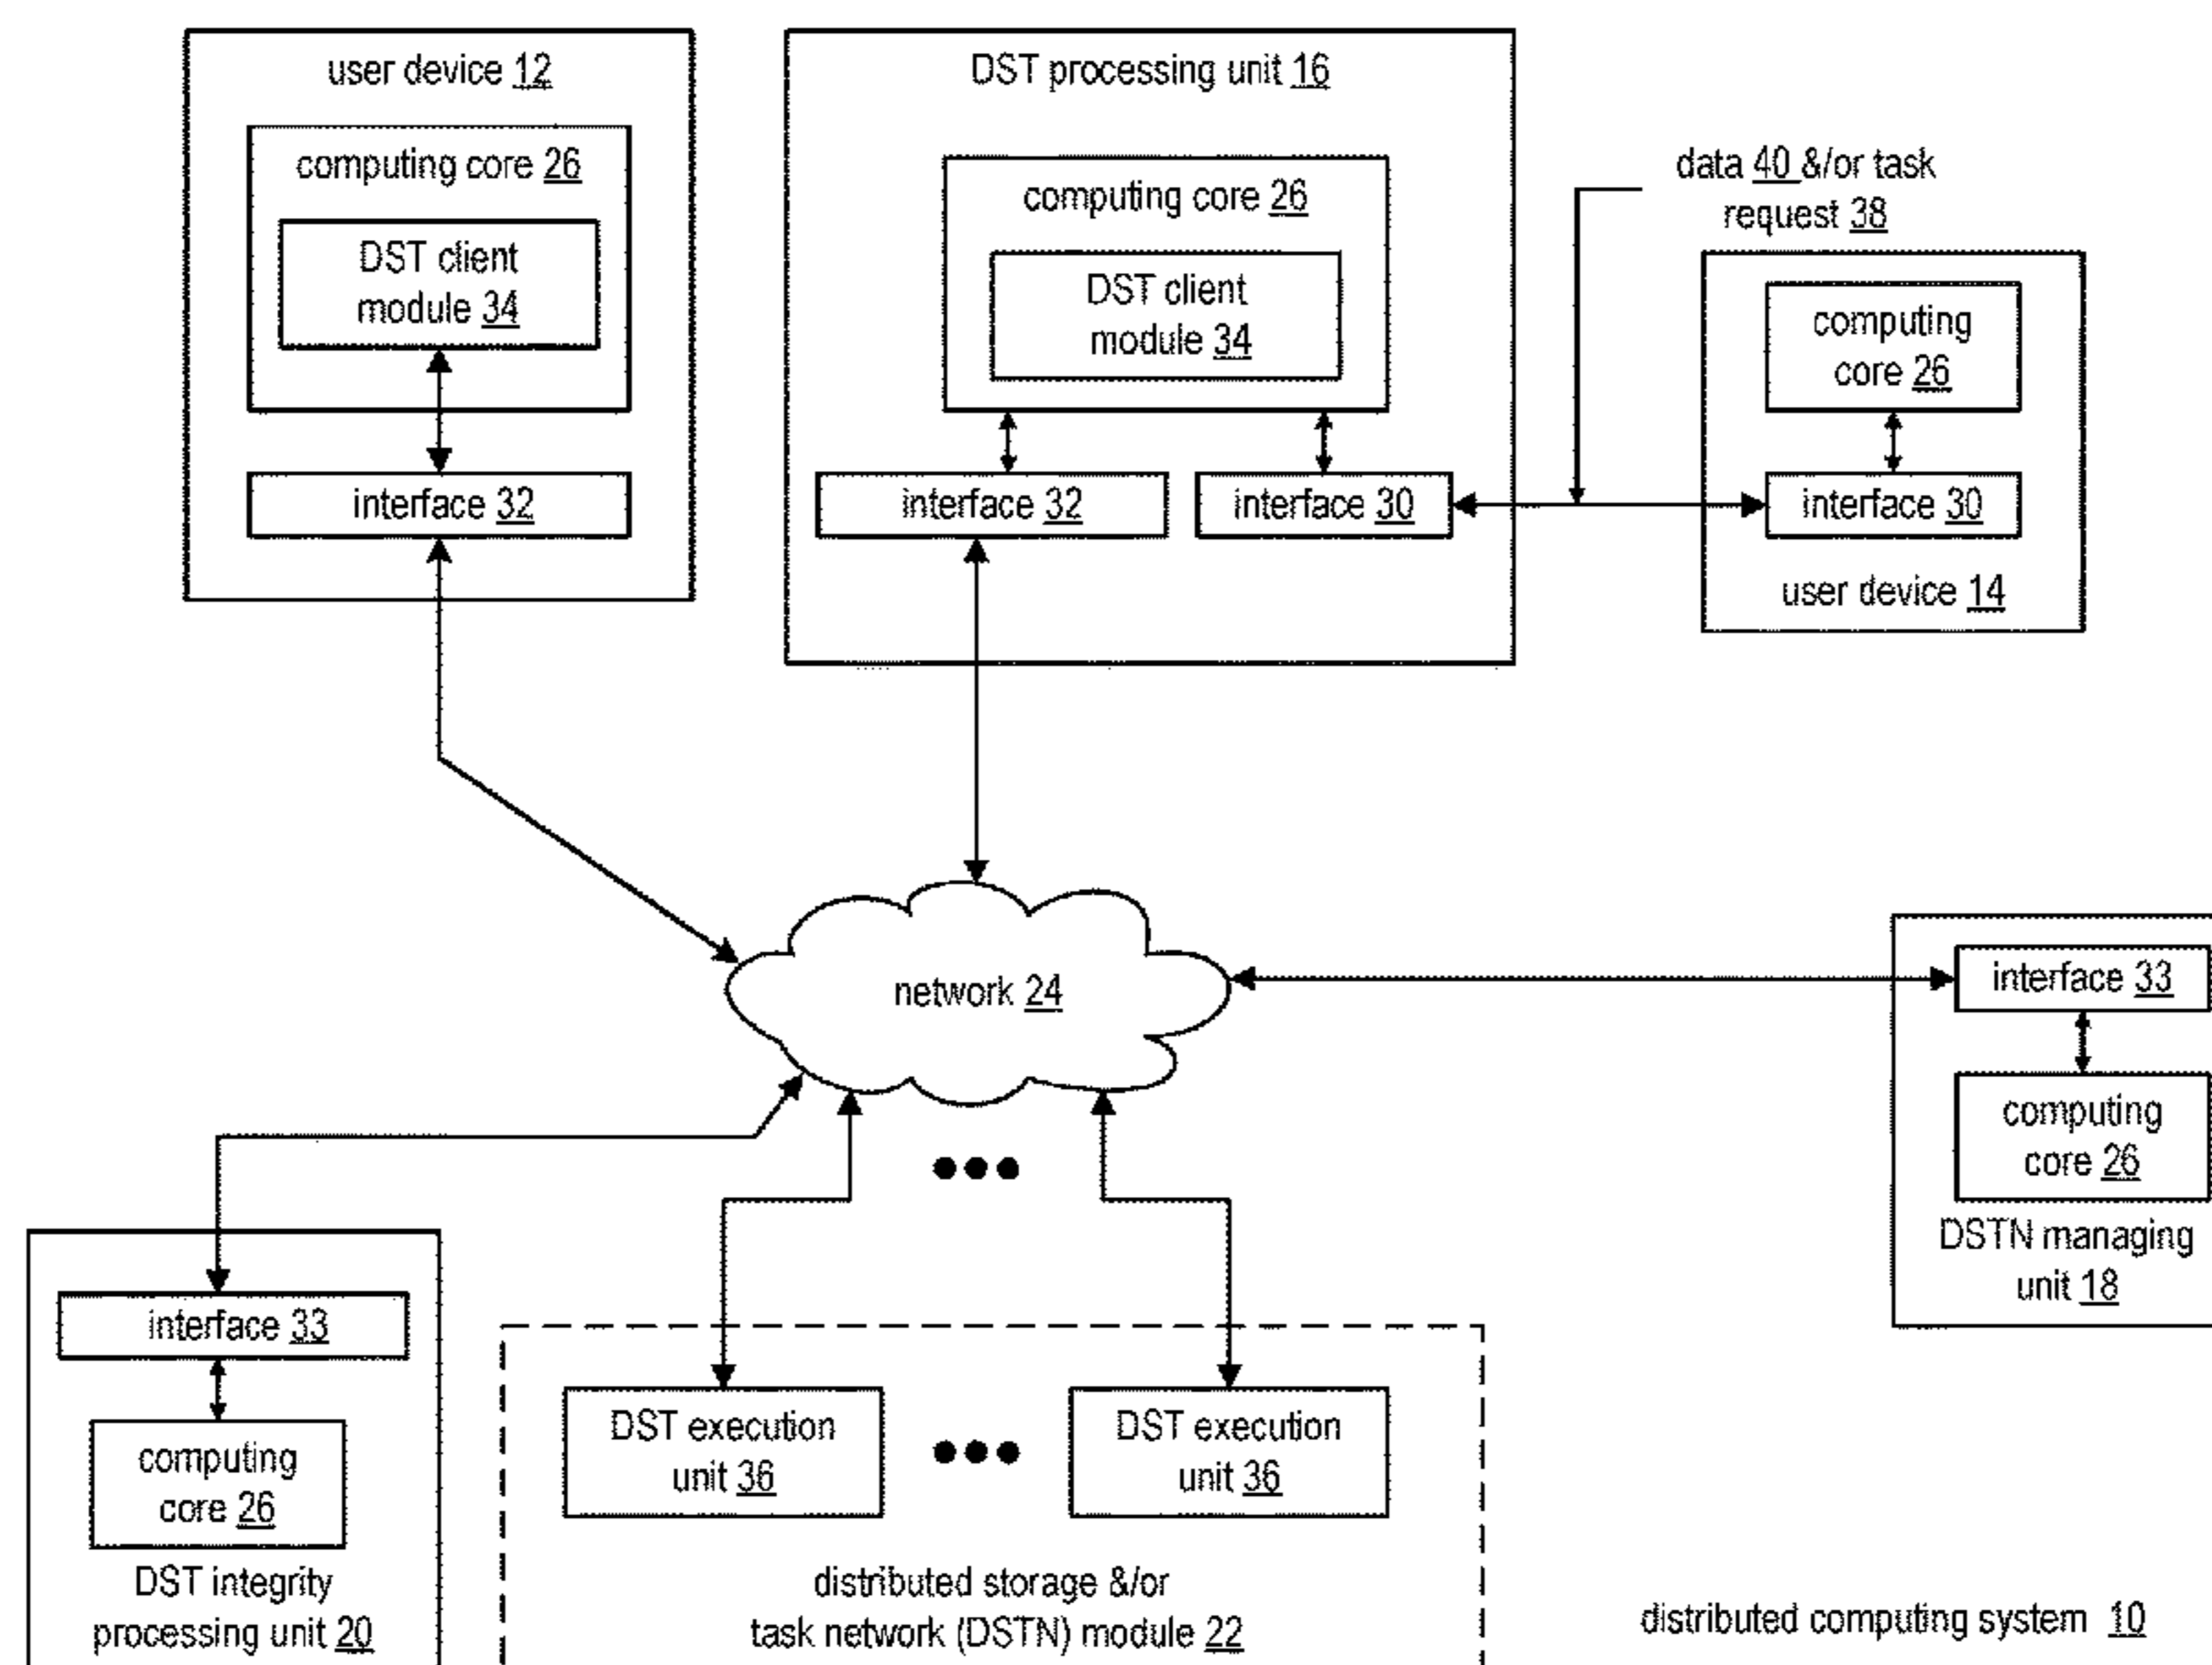 user device 12
computing core 26
DST client
module 34
interface 32
DST processing unit 16
computing core 26
DST client
module 34
interface 32
interface 30
data 40 &/or task
request 38
computing
core 26
interface 30
user device 14
network 24
interface 33
computing
core 26
DSTN managing
unit 18
interface 33
computing
core 26
DST integrity
processing unit 20
DST execution
unit 36
DST execution
unit 36
distributed storage &/or
task network (DSTN) module 22
distributed computing system 10